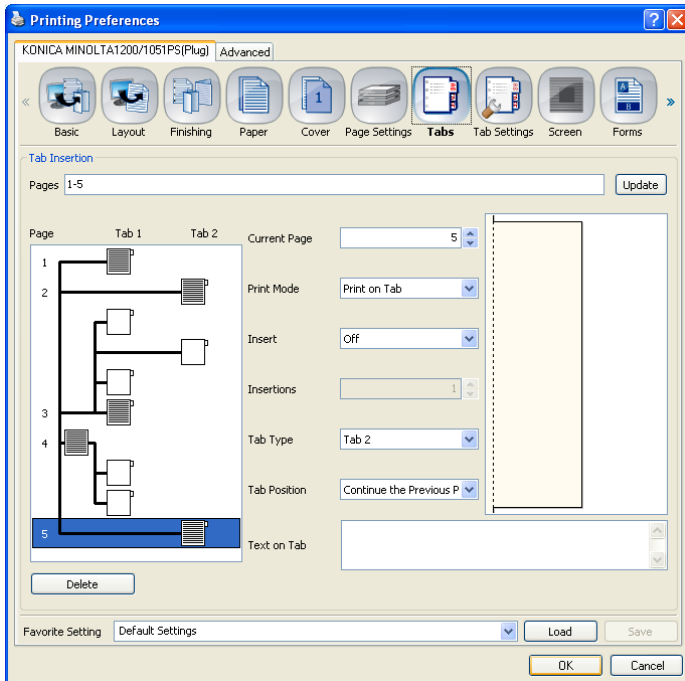 Printing Preferences
KONICA MINOLTA1200/1051PS(Plug) Advanced
Basic Layout Finishing Paper Cover Page Settings Tabs Tab Settings Screen Forms
Tab Insertion
Pages 1-5 Update
Page Tab 1 Tab 2
Current Page 5
1
2
Print Mode Print on Tab
Insert Off
Insertions 1
3
4
Tab Type Tab 2
Tab Position Continue the Previous P
5
Text on Tab
Delete
Favorite Setting Default Settings Load Save
OK Cancel